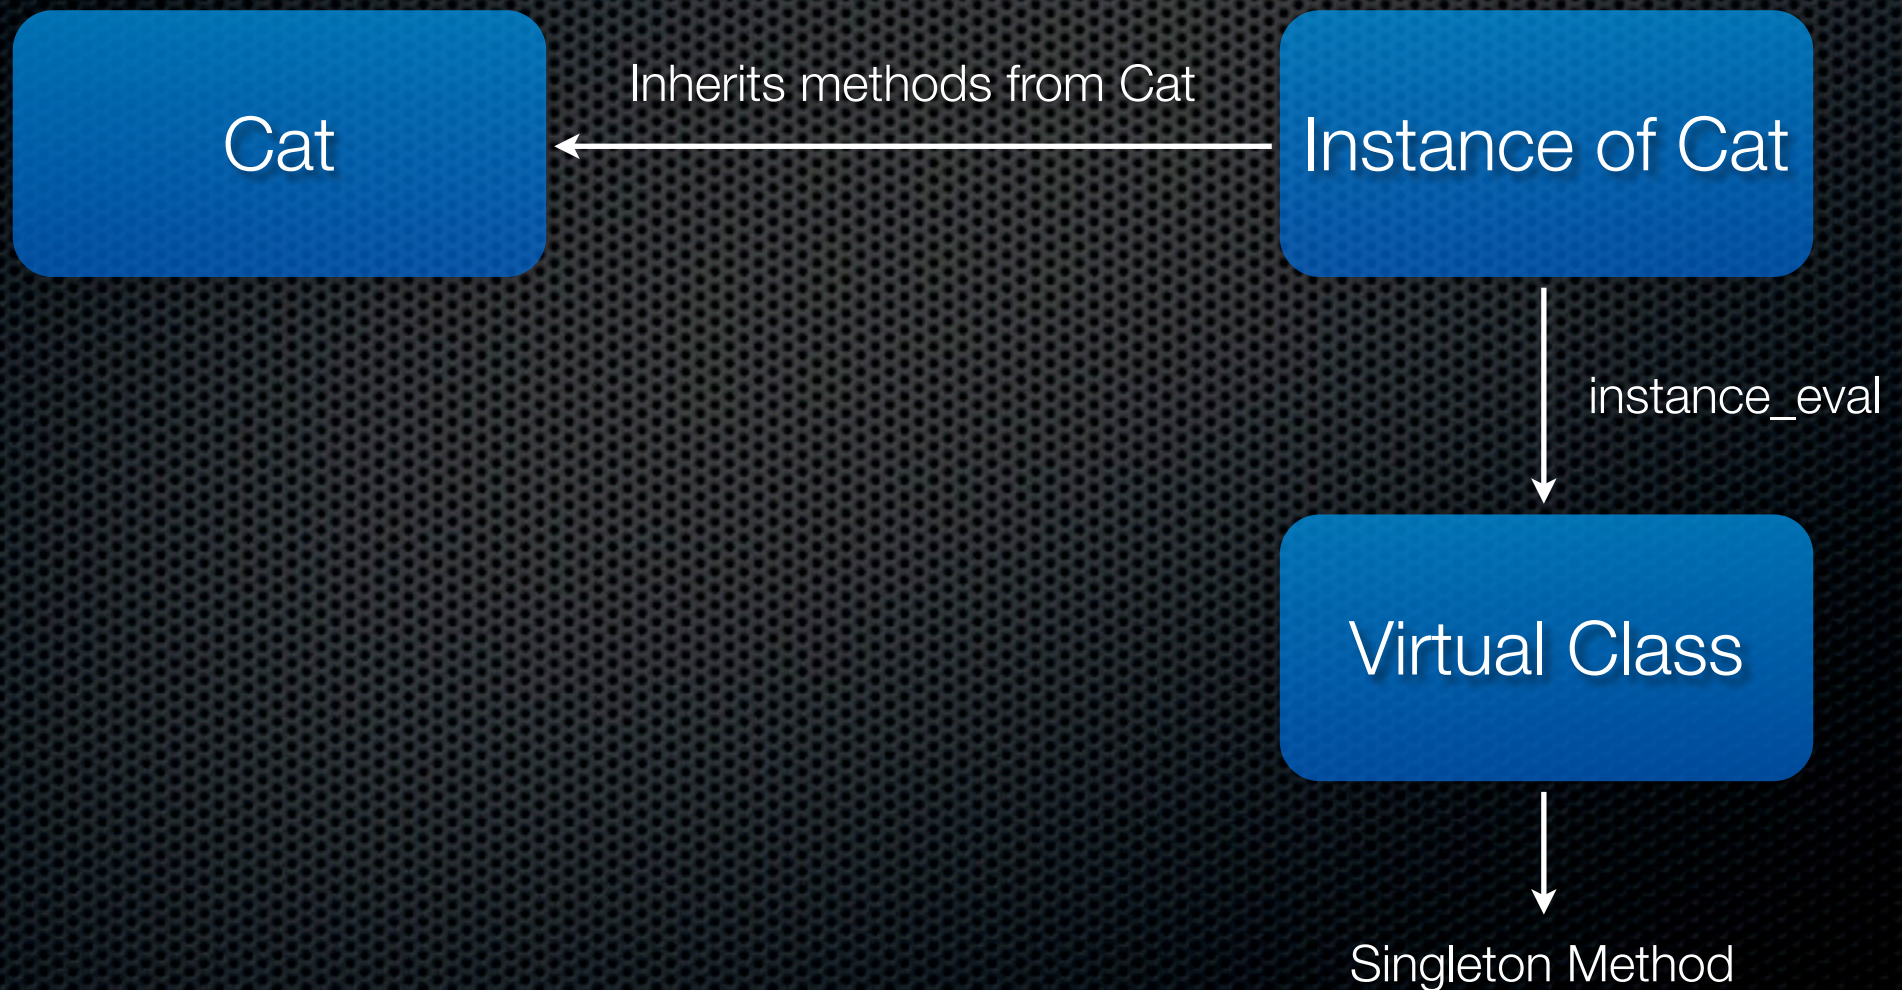 Cat
Inherits methods from Cat
Instance of Cat
instance_eval
Virtual Class
Singleton Method